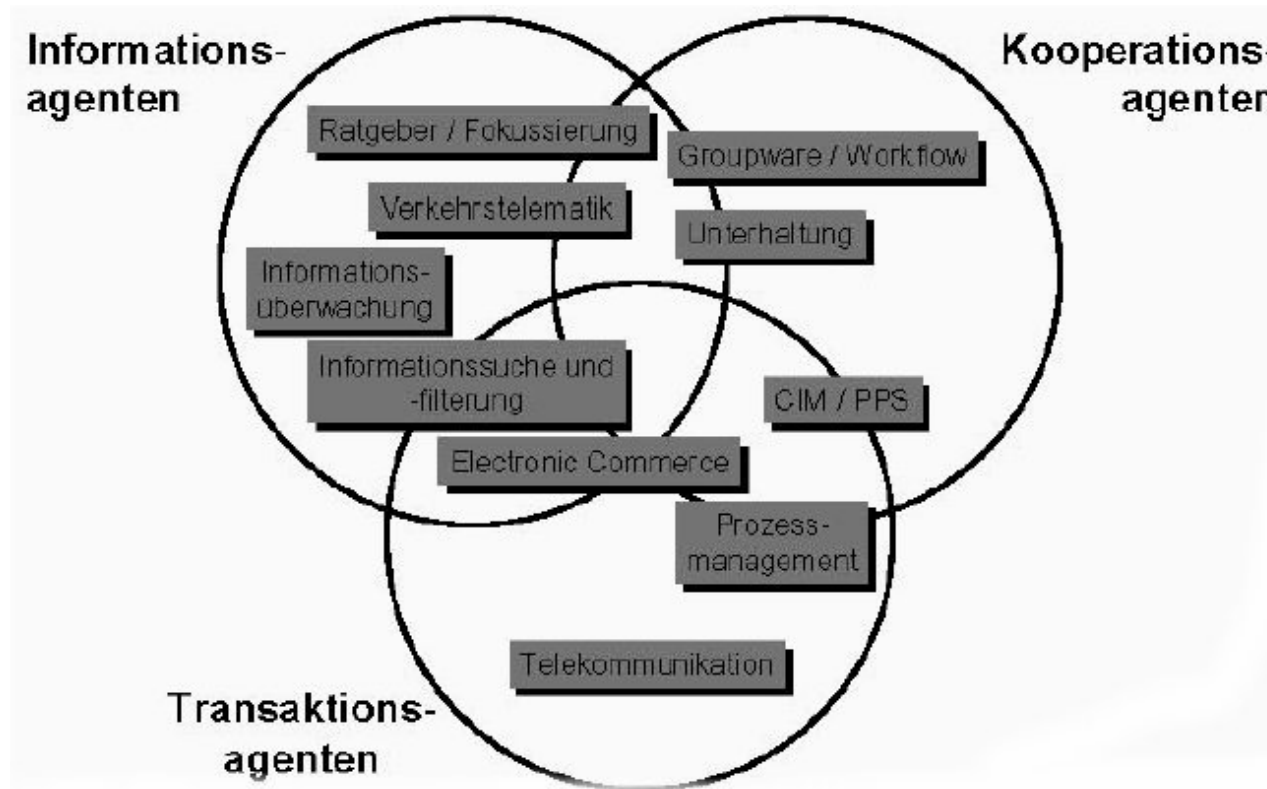 Informations-
agenten
Kooperations-
agenten
Ratgeber / Fokussierung
Groupware / Workflow
Verkehrstelematik
Unterhaltung
Informations-
überwachung
Informationssuche und
-filterung
CIM / PPS
Electronic Commerce
Prozess-
management
Telekommunikation
Transaktions-
agenten